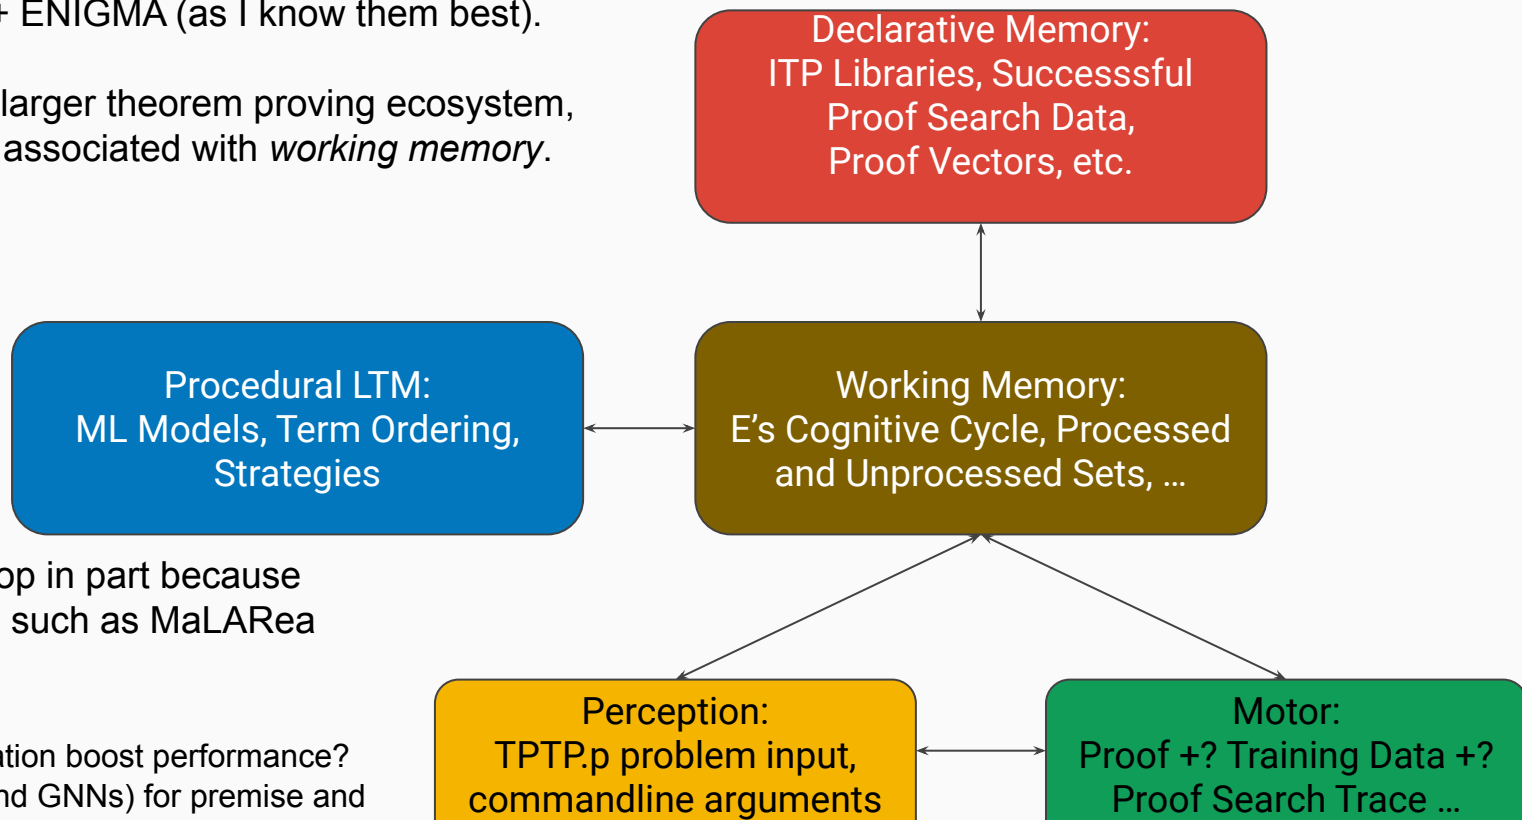 + ENIGMA (as I know them best).
larger theorem proving ecosystem,
associated with working memory.
Declarative Memory:
ITP Libraries, Successsful
Proof Search Data,
Proof Vectors, etc.
Procedural LTM:
ML Models, Term Ordering,
Strategies
Working Memory:
E’s Cognitive Cycle, Processed
and Unprocessed Sets, ...
op in part because
such as MaLARea
ation boost performance?
nd GNNs) for premise and
Perception:
TPTP.p problem input,
commandline arguments
Motor:
Proof +? Training Data +?
Proof Search Trace ...